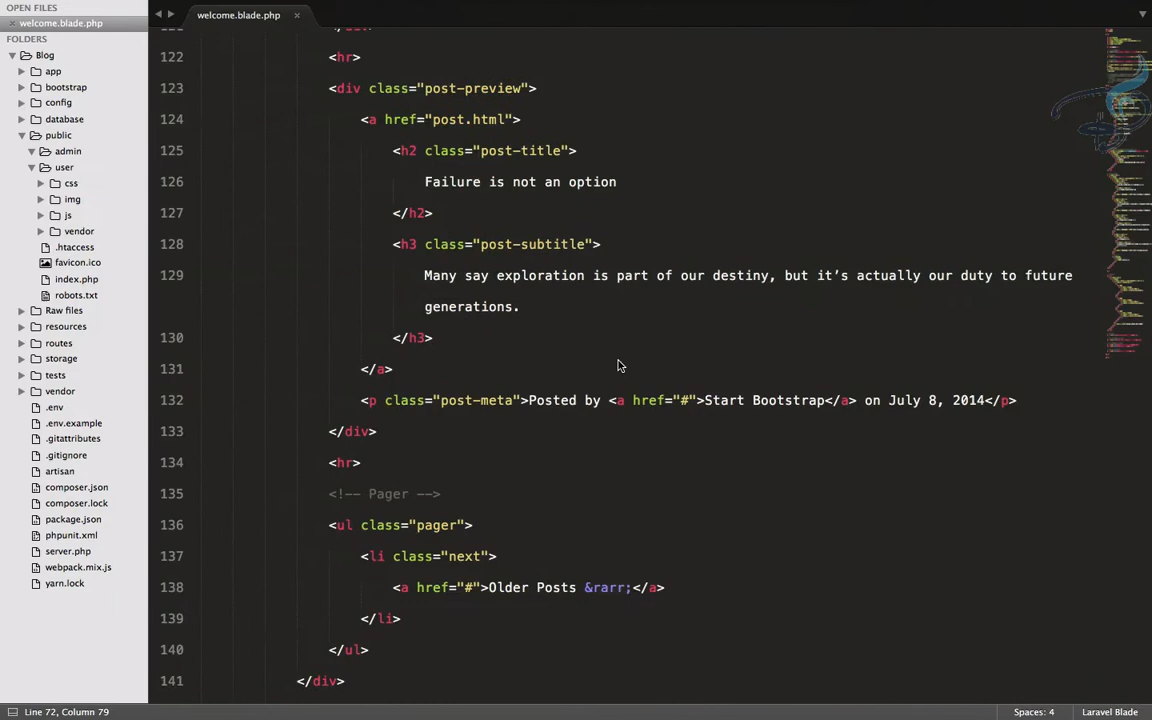 OPEN FILES
× welcome.blade.php
FOLDERS
Blog
app
bootstrap
config
database
public
admin
user
css
img
js
vendor
.htaccess
favicon.ico
index.php
robots.txt
Raw files
resources
routes
storage
tests
vendor
.env
.env.example
.gitattributes
.gitignore
artisan
composer.json
composer.lock
package.json
phpunit.xml
server.php
webpack.mix.js
yarn.lock
welcome.blade.php ×
122 <hr>
123 <div class="post-preview">
124 <a href="post.html">
125 <h2 class="post-title">
126 Failure is not an option
127 </h2>
128 <h3 class="post-subtitle">
129 Many say exploration is part of our destiny, but it’s actually our duty to future
generations.
130 </h3>
131 </a>
132 <p class="post-meta">Posted by <a href="#">Start Bootstrap</a> on July 8, 2014</p>
133 </div>
134 <hr>
135 <!-- Pager -->
136 <ul class="pager">
137 <li class="next">
138 <a href="#">Older Posts &rarr;</a>
139 </li>
140 </ul>
141 </div>
Line 72, Column 79
Spaces: 4
Laravel Blade